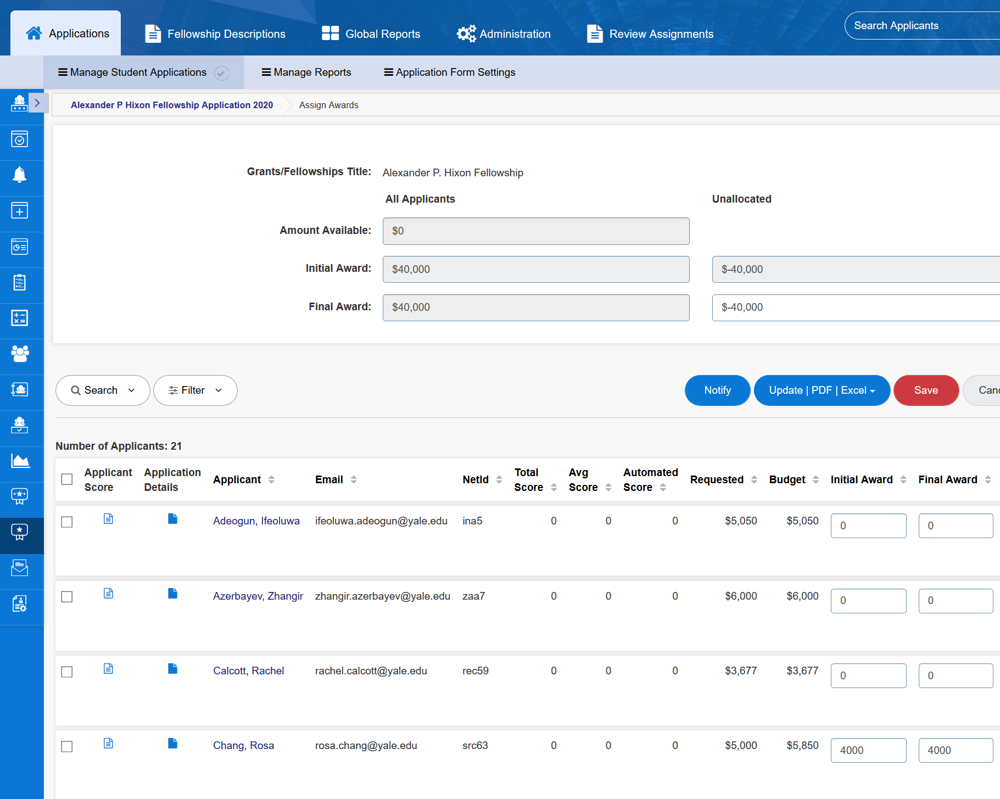 Applications
Fellowship Descriptions
Global Reports
Administration
Review Assignments
Search Applicants
Manage Student Applications
Manage Reports
Application Form Settings
Alexander P Hixon Fellowship Application 2020
Assign Awards
Grants/Fellowships Title: Alexander P. Hixon Fellowship
All Applicants Unallocated
Amount Available: $0
Initial Award: $40,000 $-40,000
Final Award: $40,000 $-40,000
Search Filter Notify Update | PDF | Excel Save Canc
Number of Applicants: 21
Applicant Score Application Details Applicant Email NetId Total Score Avg Score Automated Score Requested Budget Initial Award Final Award
Adeogun, Ifeoluwa ifeoluwa.adeogun@yale.edu ina5 0 0 0 $5,050 $5,050 0 0
Azerbayev, Zhangir zhangir.azerbayev@yale.edu zaa7 0 0 0 $6,000 $6,000 0 0
Calcott, Rachel rachel.calcott@yale.edu rec59 0 0 0 $3,677 $3,677 0 0
Chang, Rosa rosa.chang@yale.edu src63 0 0 0 $5,000 $5,850 4000 4000